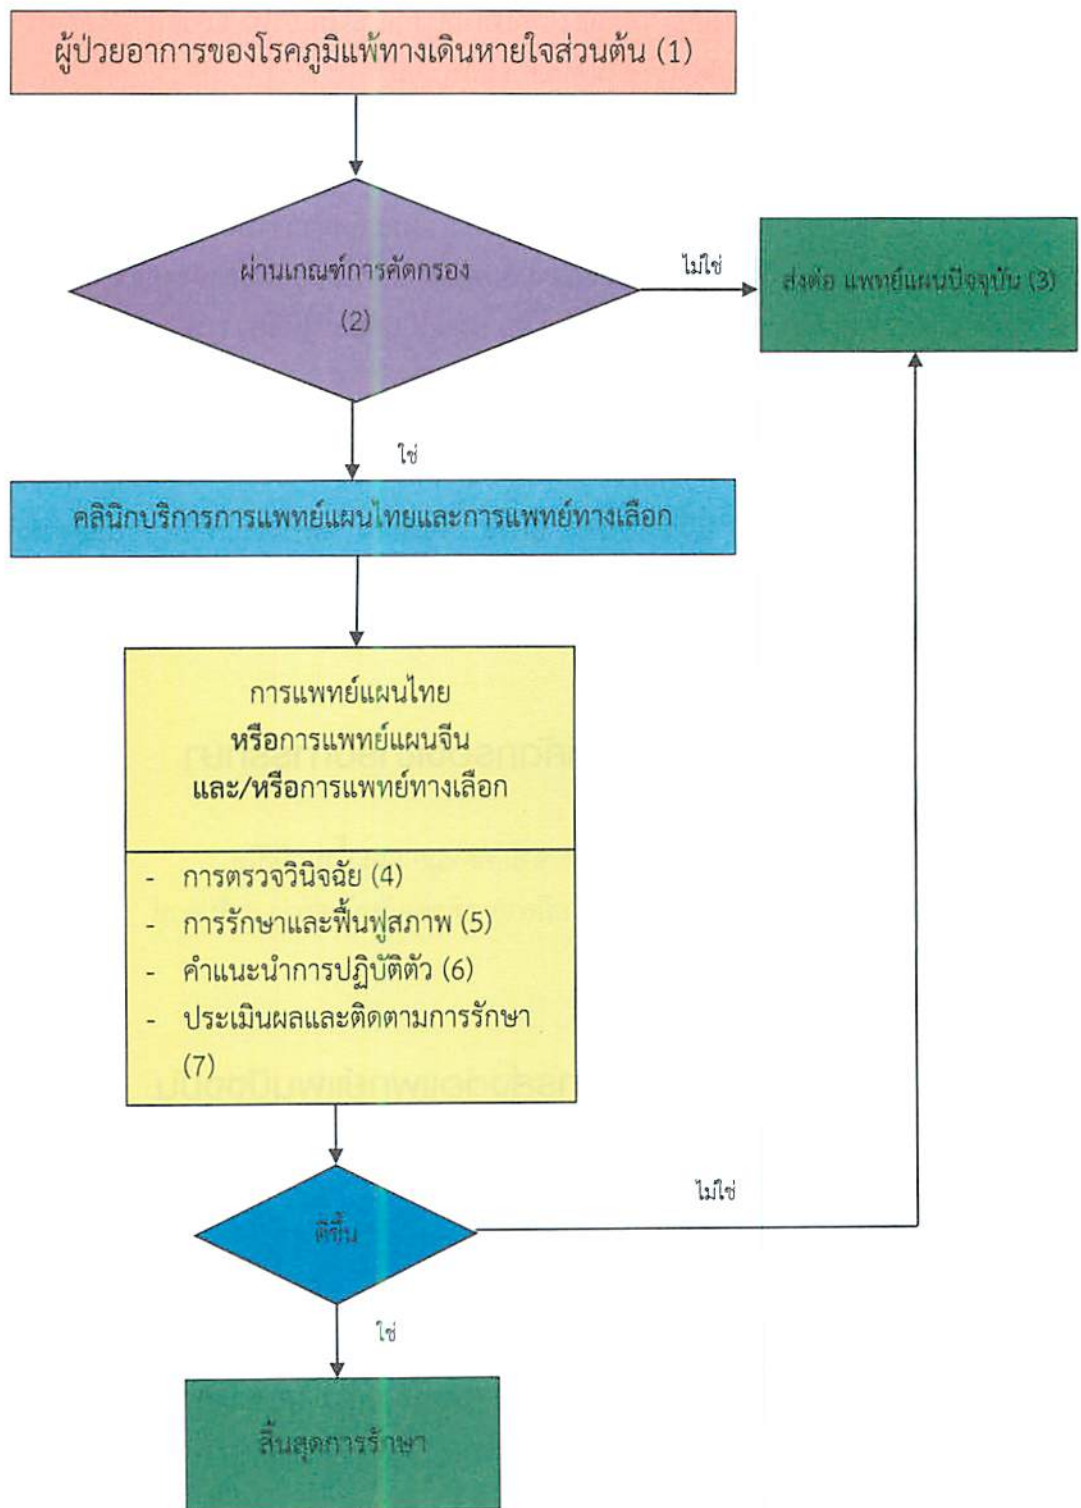 ผู้ป่วยอาการของโรคภูมิแพ้ทางเดินหายใจส่วนต้น (1)
ผ่านเกณฑ์การคัดกรอง
(2)
ไม่ใช่
ส่งต่อ แพทย์แผนปัจจุบัน (3)
ใช่
คลินิกบริการการแพทย์แผนไทยและการแพทย์ทางเลือก
การแพทย์แผนไทย
หรือการแพทย์แผนจีน
และ/หรือการแพทย์ทางเลือก
- การตรวจวินิจฉัย (4)
- การรักษาและฟื้นฟูสภาพ (5)
- คำแนะนำการปฏิบัติตัว (6)
- ประเมินผลและติดตามการรักษา
(7)
ดีขึ้น
ไม่ใช่
ใช่
สิ้นสุดการรักษา